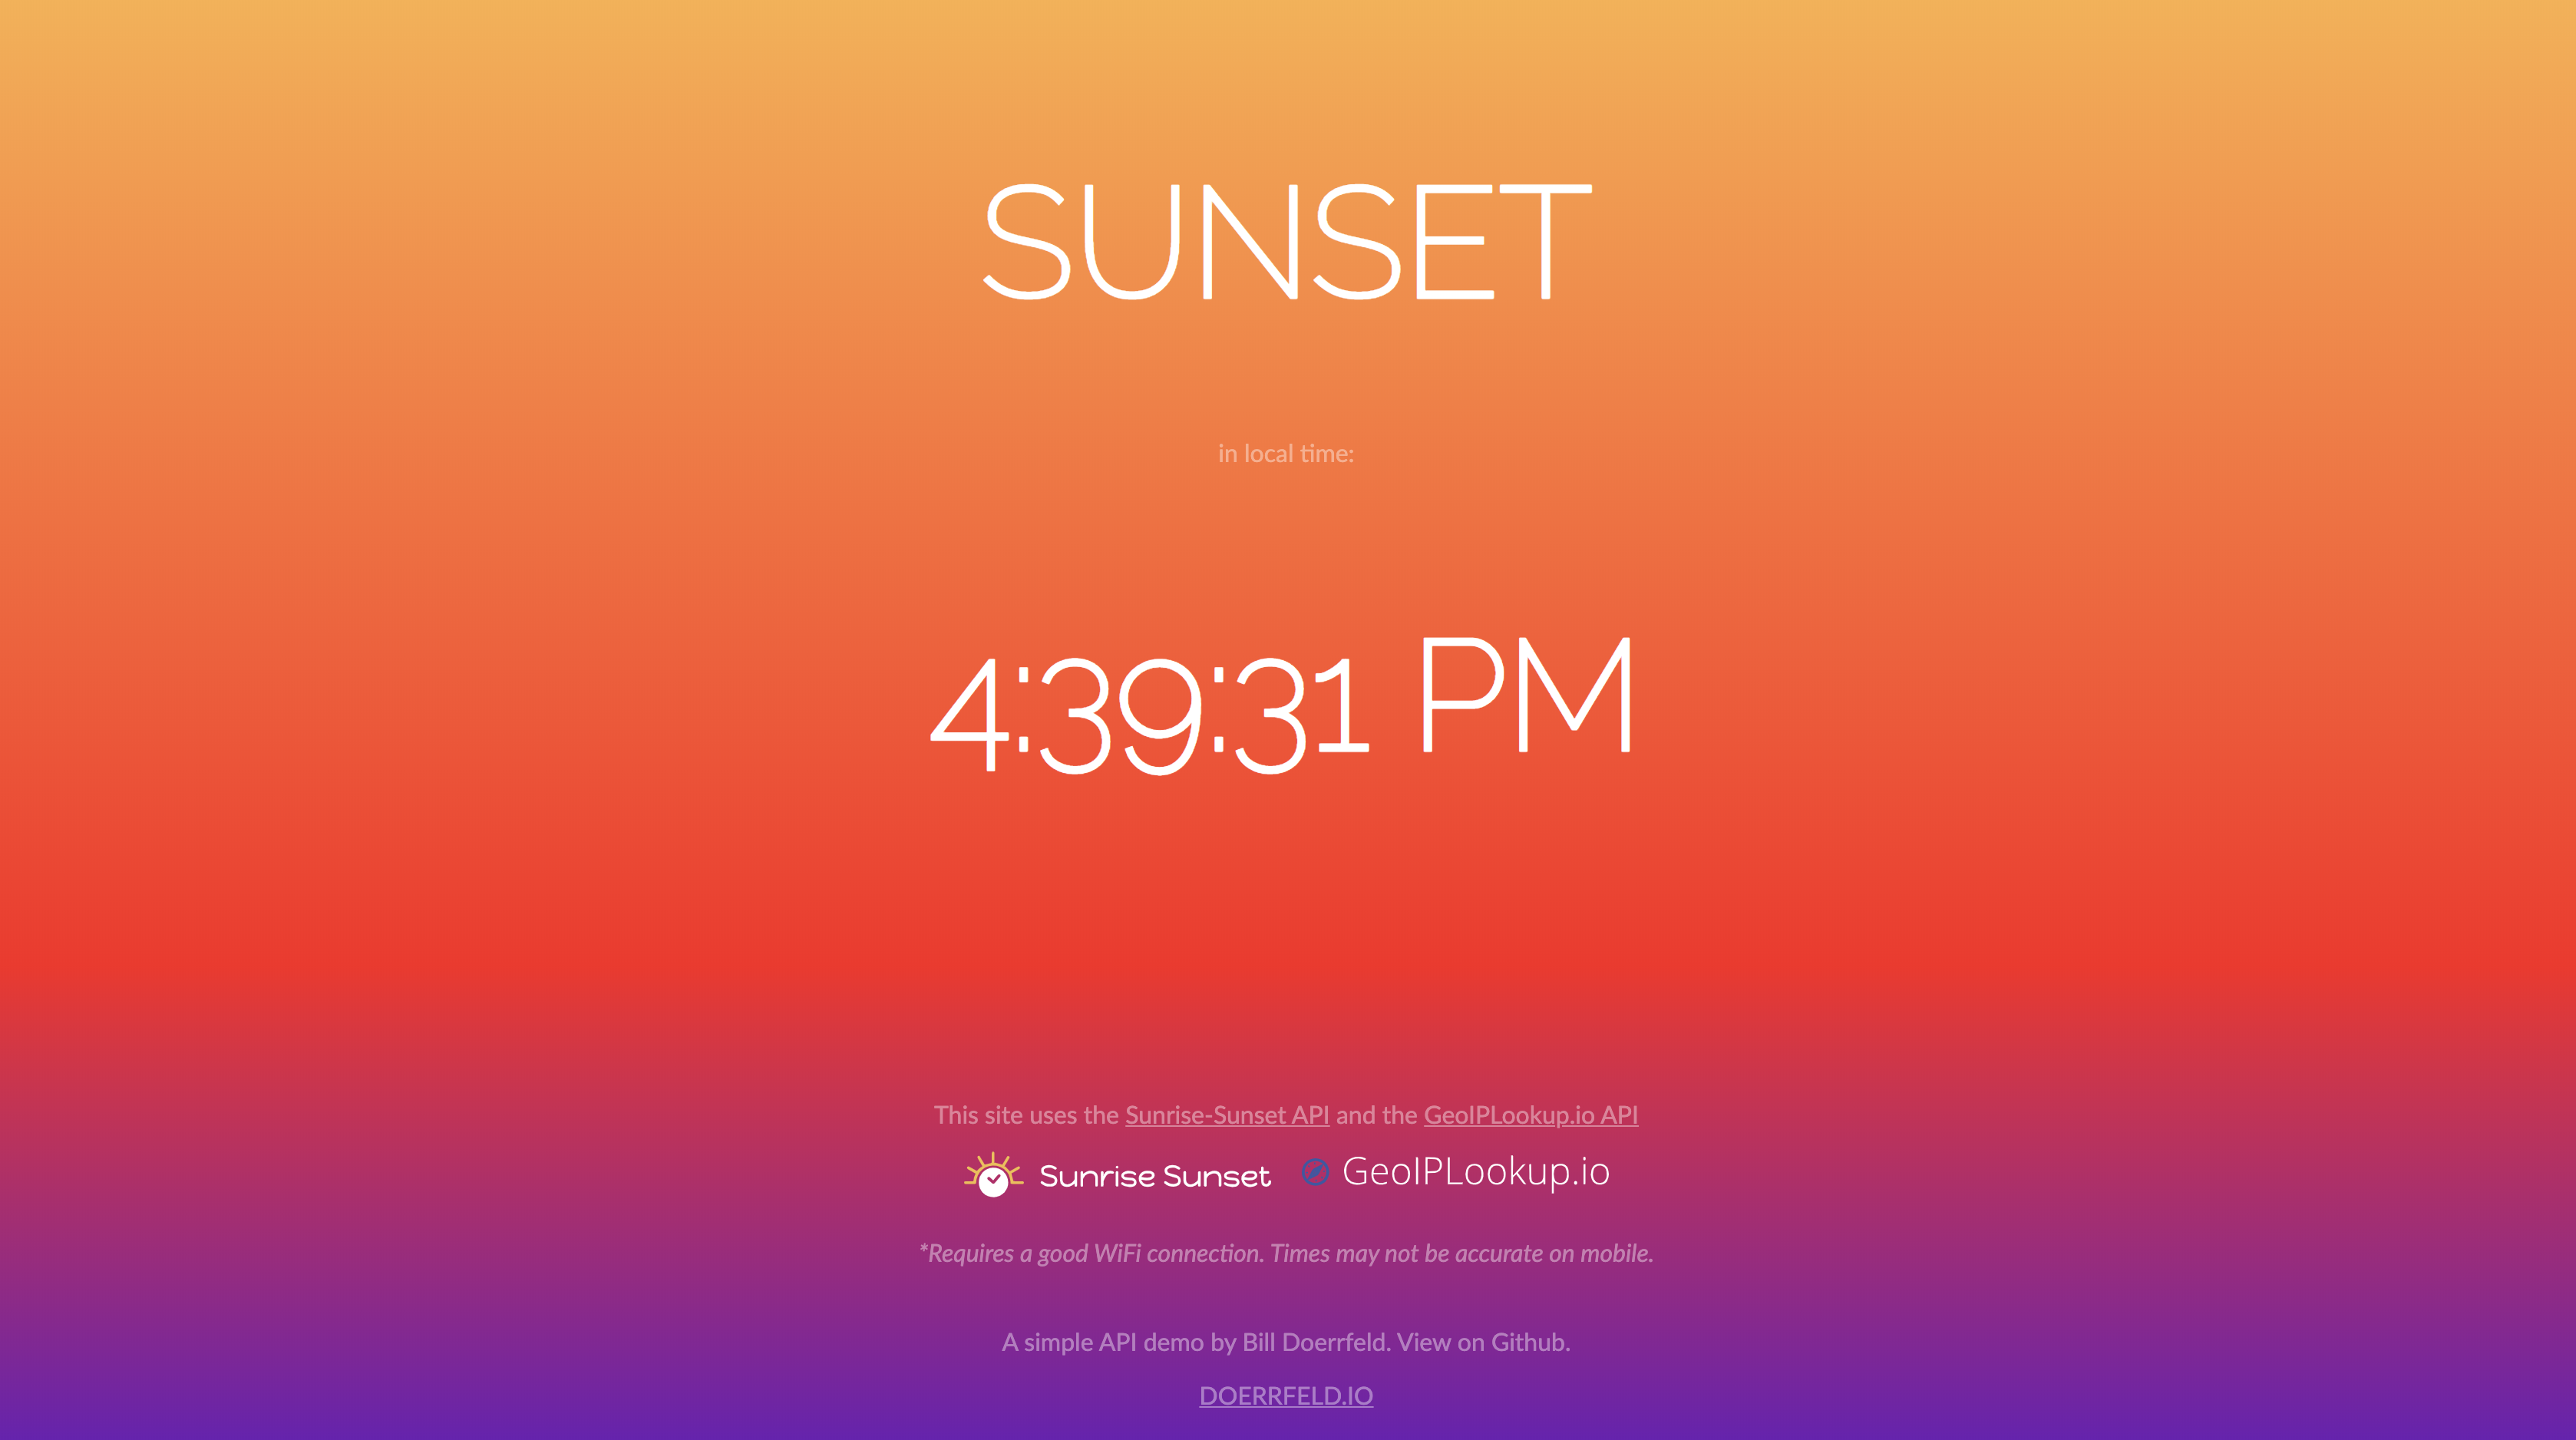 SUNSET
in local time:
4:39:31 PM
This site uses the Sunrise-Sunset API and the GeoIPLookup.io API
Sunrise Sunset GeoIPLookup.io
*Requires a good WiFi connection. Times may not be accurate on mobile.
A simple API demo by Bill Doerrfeld. View on Github.
DOERRFELD.IO